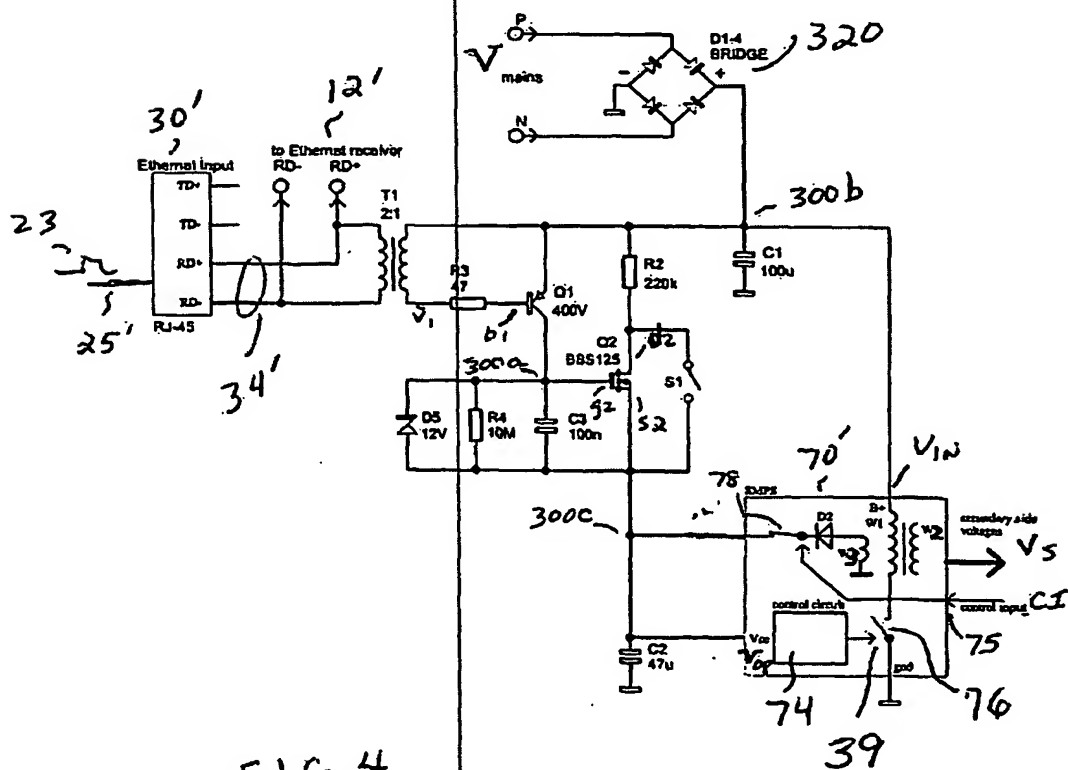 P
D1-4
BRIDGE
320
V
mains
-
+
N
30'
12'
Ethernet Input
to Ethernet receiver
RD-
RD+
TD+
TD-
RD+
RD-
RJ-45
23
25'
34'
T1
2:1
V1
R3
47
b1
Q1
400V
R2
220k
300b
C1
100u
300a
Q2
BSS125
d2
g2
s2
S1
D5
12V
R4
10M
C3
100n
300c
78
SMPS
70'
VIN
D2
B+
W1
W2
W3
secondary side
voltages
VS
control input
CI
75
control circuit
Vcc
gnd
C2
47u
74
39
76
FIG. 4